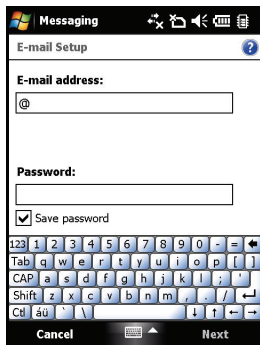 Messaging
E-mail Setup
?
E-mail address:
@
Password:
Save password
123 1 2 3 4 5 6 7 8 9 0 - =
Tab q w e r t y u i o p [ ]
CAP a s d f g h j k l ; '
Shift z x c v b n m , . /
Ctl áü ` \
Cancel Next